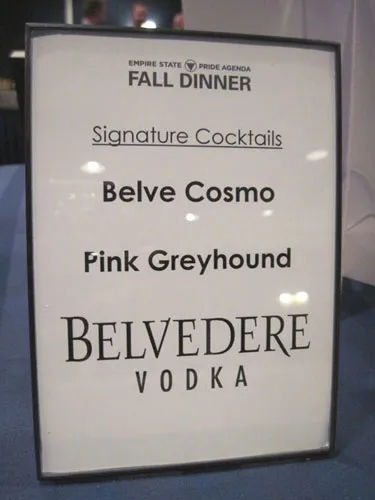 EMPIRE STATE PRIDE AGENDA
FALL DINNER
Signature Cocktails
Belve Cosmo
Pink Greyhound
BELVEDERE
VODKA